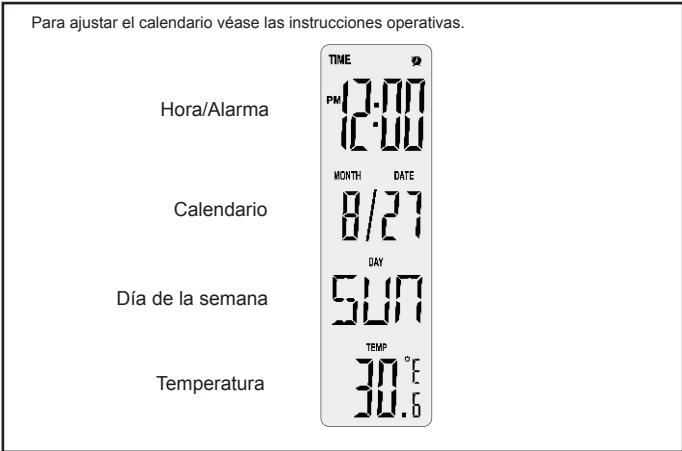 Para ajustar el calendario véase las instrucciones operativas.
TIME
Hora/Alarma
PM 12:00
MONTH DATE
Calendario
8/27
DAY
Día de la semana
SUN
TEMP
Temperatura
30.6 °E